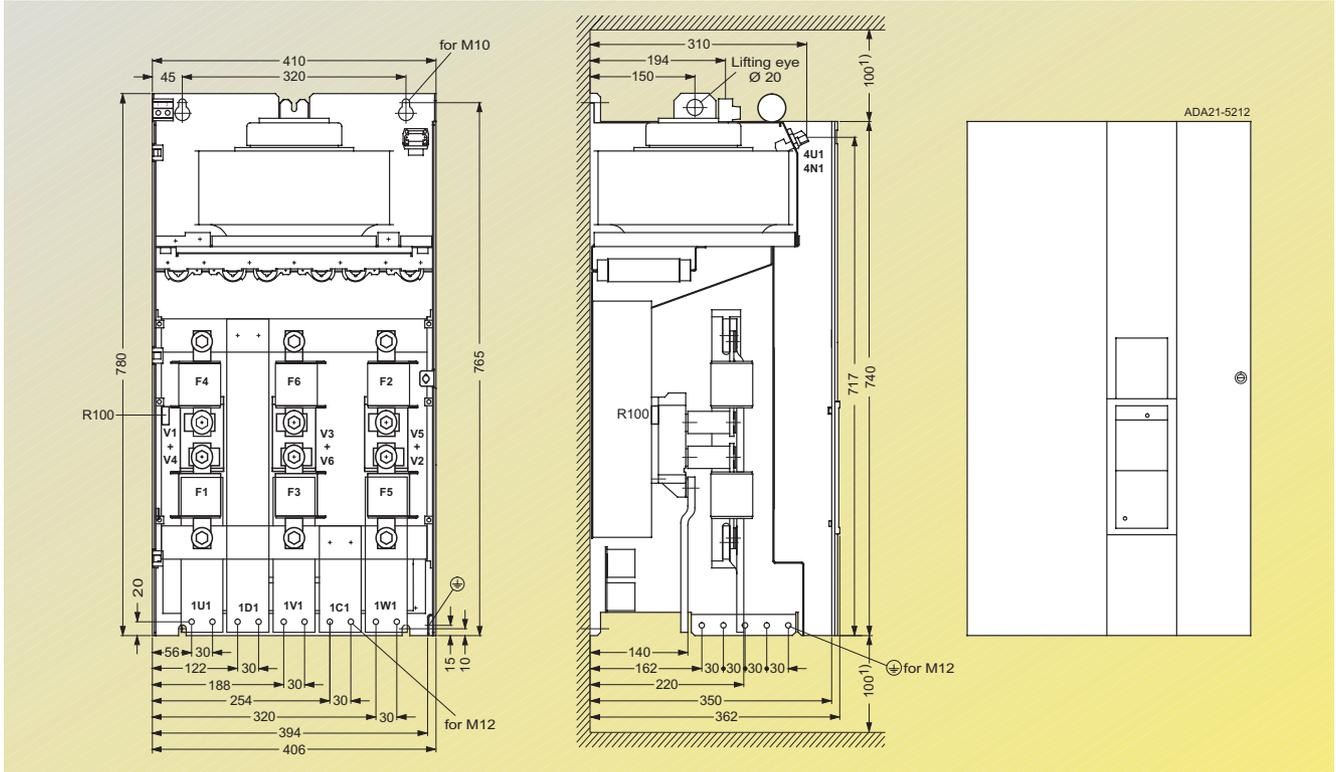 for M10
410
45
320
780
765
F4
F6
F2
R100
V1
+
V4
V3
+
V6
V5
+
V2
F1
F3
F5
20
1U1
1D1
1V1
1C1
1W1
56
30
15
10
122
30
188
30
254
30
320
30
for M12
394
406
310
194
Lifting eye
150
Ø 20
100¹⁾
4U1
4N1
R100
717
740
140
162
30
30
30
30
for M12
220
100¹⁾
350
362
ADA21-5212